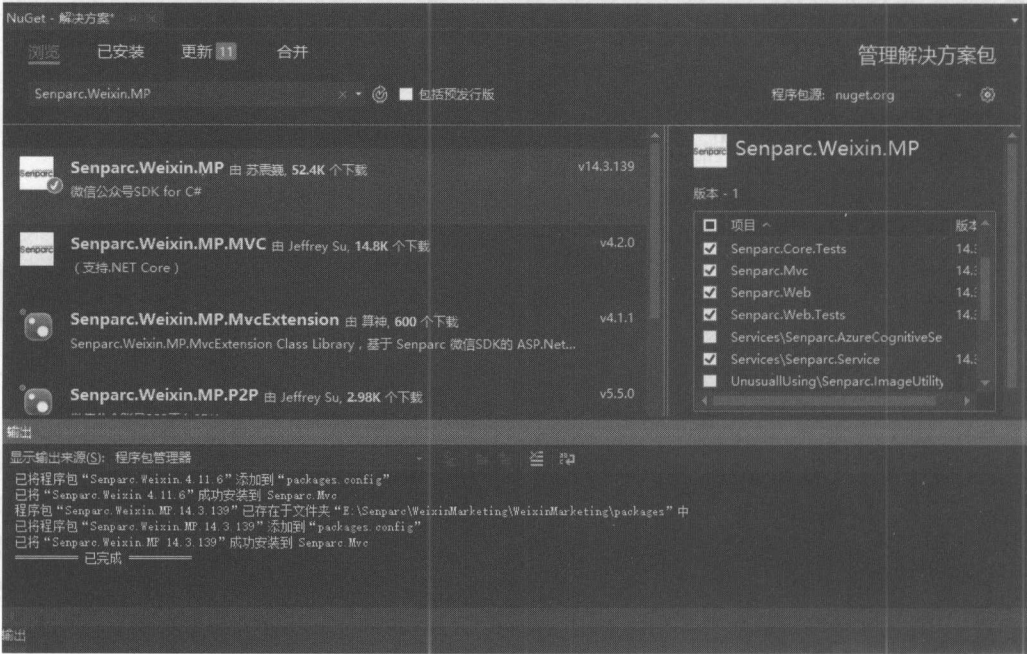 NuGet - 解决方案*
浏览 已安装 更新 11 合并 管理解决方案包
Senparc.Weixin.MP 包括预发行版 程序包源: nuget.org
Senparc.Weixin.MP 由 苏震巍, 52.4K 个下载 v14.3.139
微信公众号SDK for C#
Senparc.Weixin.MP.MVC 由 Jeffrey Su, 14.8K 个下载 v4.2.0
(支持.NET Core)
Senparc.Weixin.MP.MvcExtension 由 算神, 600 个下载 v4.1.1
Senparc.Weixin.MP.MvcExtension Class Library,基于 Senparc 微信SDK的 ASP.Net...
Senparc.Weixin.MP.P2P 由 Jeffrey Su, 2.98K 个下载 v5.5.0
Senparc Senparc.Weixin.MP
版本 - 1
项目 版本
Senparc.Core.Tests 14.
Senparc.Mvc 14.
Senparc.Web 14.
Senparc.Web.Tests 14.
Services\Senparc.AzureCognitiveSe
Services\Senparc.Service 14.
UnusuallyUsing\Senparc.ImageUtility
输出
显示输出来源(S): 程序包管理器
已将程序包“Senparc.Weixin.4.11.6”添加到“packages.config”
已将“Senparc.Weixin 4.11.6”成功安装到 Senparc.Mvc
程序包“Senparc.Weixin.MP.14.3.139”已存在于文件夹“E:\Senparc\WeixinMarketing\WeixinMarketing\packages”中
已将程序包“Senparc.Weixin.MP.14.3.139”添加到“packages.config”
已将“Senparc.Weixin.MP 14.3.139”成功安装到 Senparc.Mvc
========== 已完成 ==========
输出